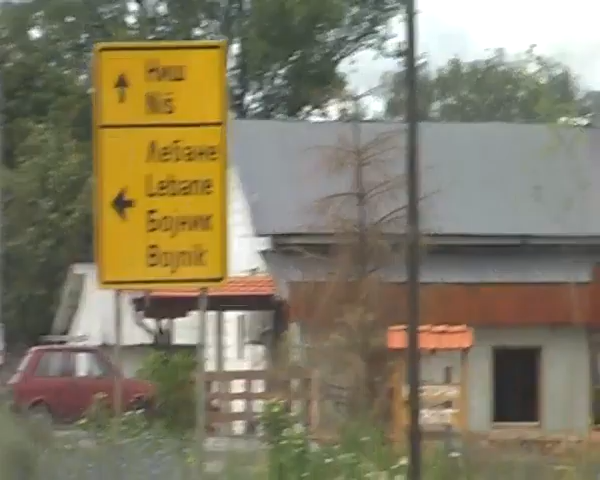 Ниш
Niš
Лебане
Lebane
Бојник
Bojnik